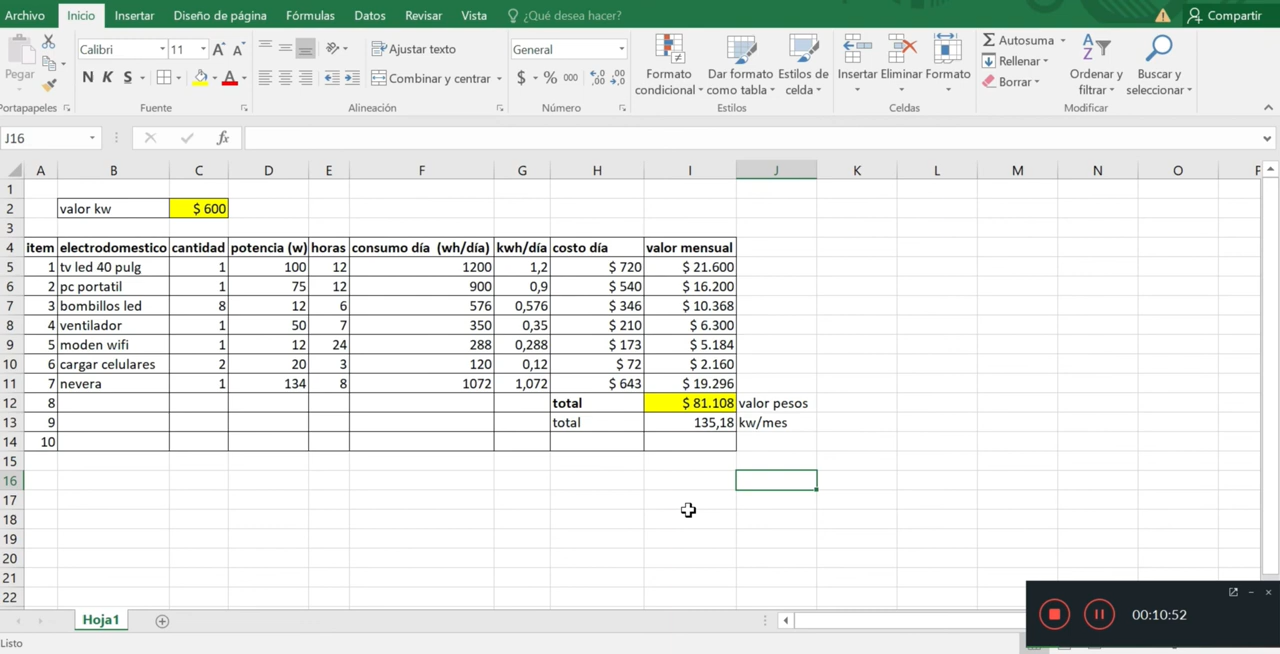 Archivo Inicio Insertar Diseño de página Fórmulas Datos Revisar Vista ¿Qué desea hacer? Compartir
Calibri 11 Ajustar texto General Autosuma
Pegar N K S Combinar y centrar $ % 000 Formato condicional Dar formato como tabla Estilos de celda Insertar Eliminar Formato Rellenar Borrar Ordenar y filtrar Buscar y seleccionar
Portapapeles Fuente Alineación Número Estilos Celdas Modificar
J16 fx
A B C D E F G H I J K L M N O
1
2 valor kw $ 600
3
4 item electrodomestico cantidad potencia (w) horas consumo día (wh/día) kwh/día costo día valor mensual
5 1 tv led 40 pulg 1 100 12 1200 1,2 $ 720 $ 21.600
6 2 pc portatil 1 75 12 900 0,9 $ 540 $ 16.200
7 3 bombillos led 8 12 6 576 0,576 $ 346 $ 10.368
8 4 ventilador 1 50 7 350 0,35 $ 210 $ 6.300
9 5 moden wifi 1 12 24 288 0,288 $ 173 $ 5.184
10 6 cargar celulares 2 20 3 120 0,12 $ 72 $ 2.160
11 7 nevera 1 134 8 1072 1,072 $ 643 $ 19.296
12 8 total $ 81.108 valor pesos
13 9 total 135,18 kw/mes
14 10
15
16
17
18
19
20
21
22
Hoja1
Listo
00:10:52